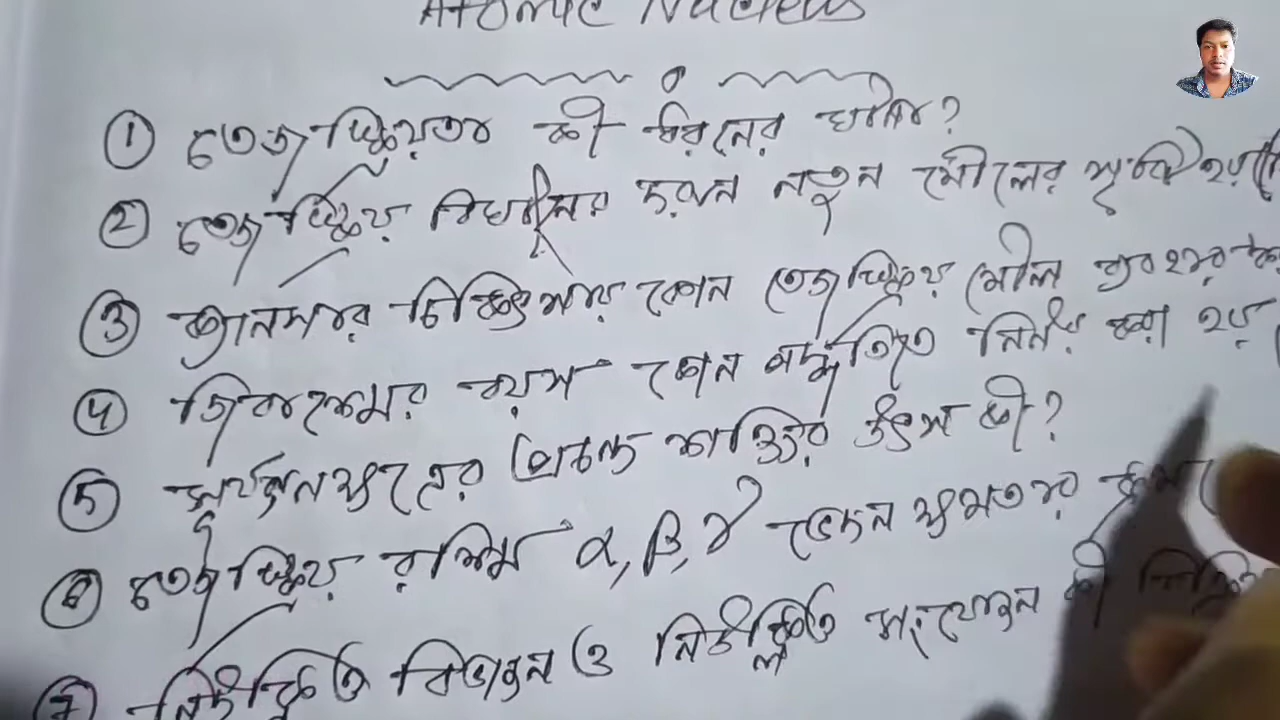 Atomic Nucleus
① তেজস্ক্রিয়তা কী ধরনের ঘটনা?
② তেজস্ক্রিয় বিঘটনের ফলে নতুন মৌলের সৃষ্টি হয়
③ ক্যানসার চিকিৎসায় কোন তেজস্ক্রিয় মৌল ব্যবহার
④ জীবাশ্মের বয়স কোন পদ্ধতিতে নির্ণয় করা হয়
⑤ সূর্য ও নক্ষত্রের প্রচন্ড শক্তির উৎস কী?
⑥ তেজস্ক্রিয় রশ্মি α, β, γ ভেদন ক্ষমতার ক্রম
⑦ নিউক্লিয় বিভাজন ও নিউক্লিয় সংযোজন কী